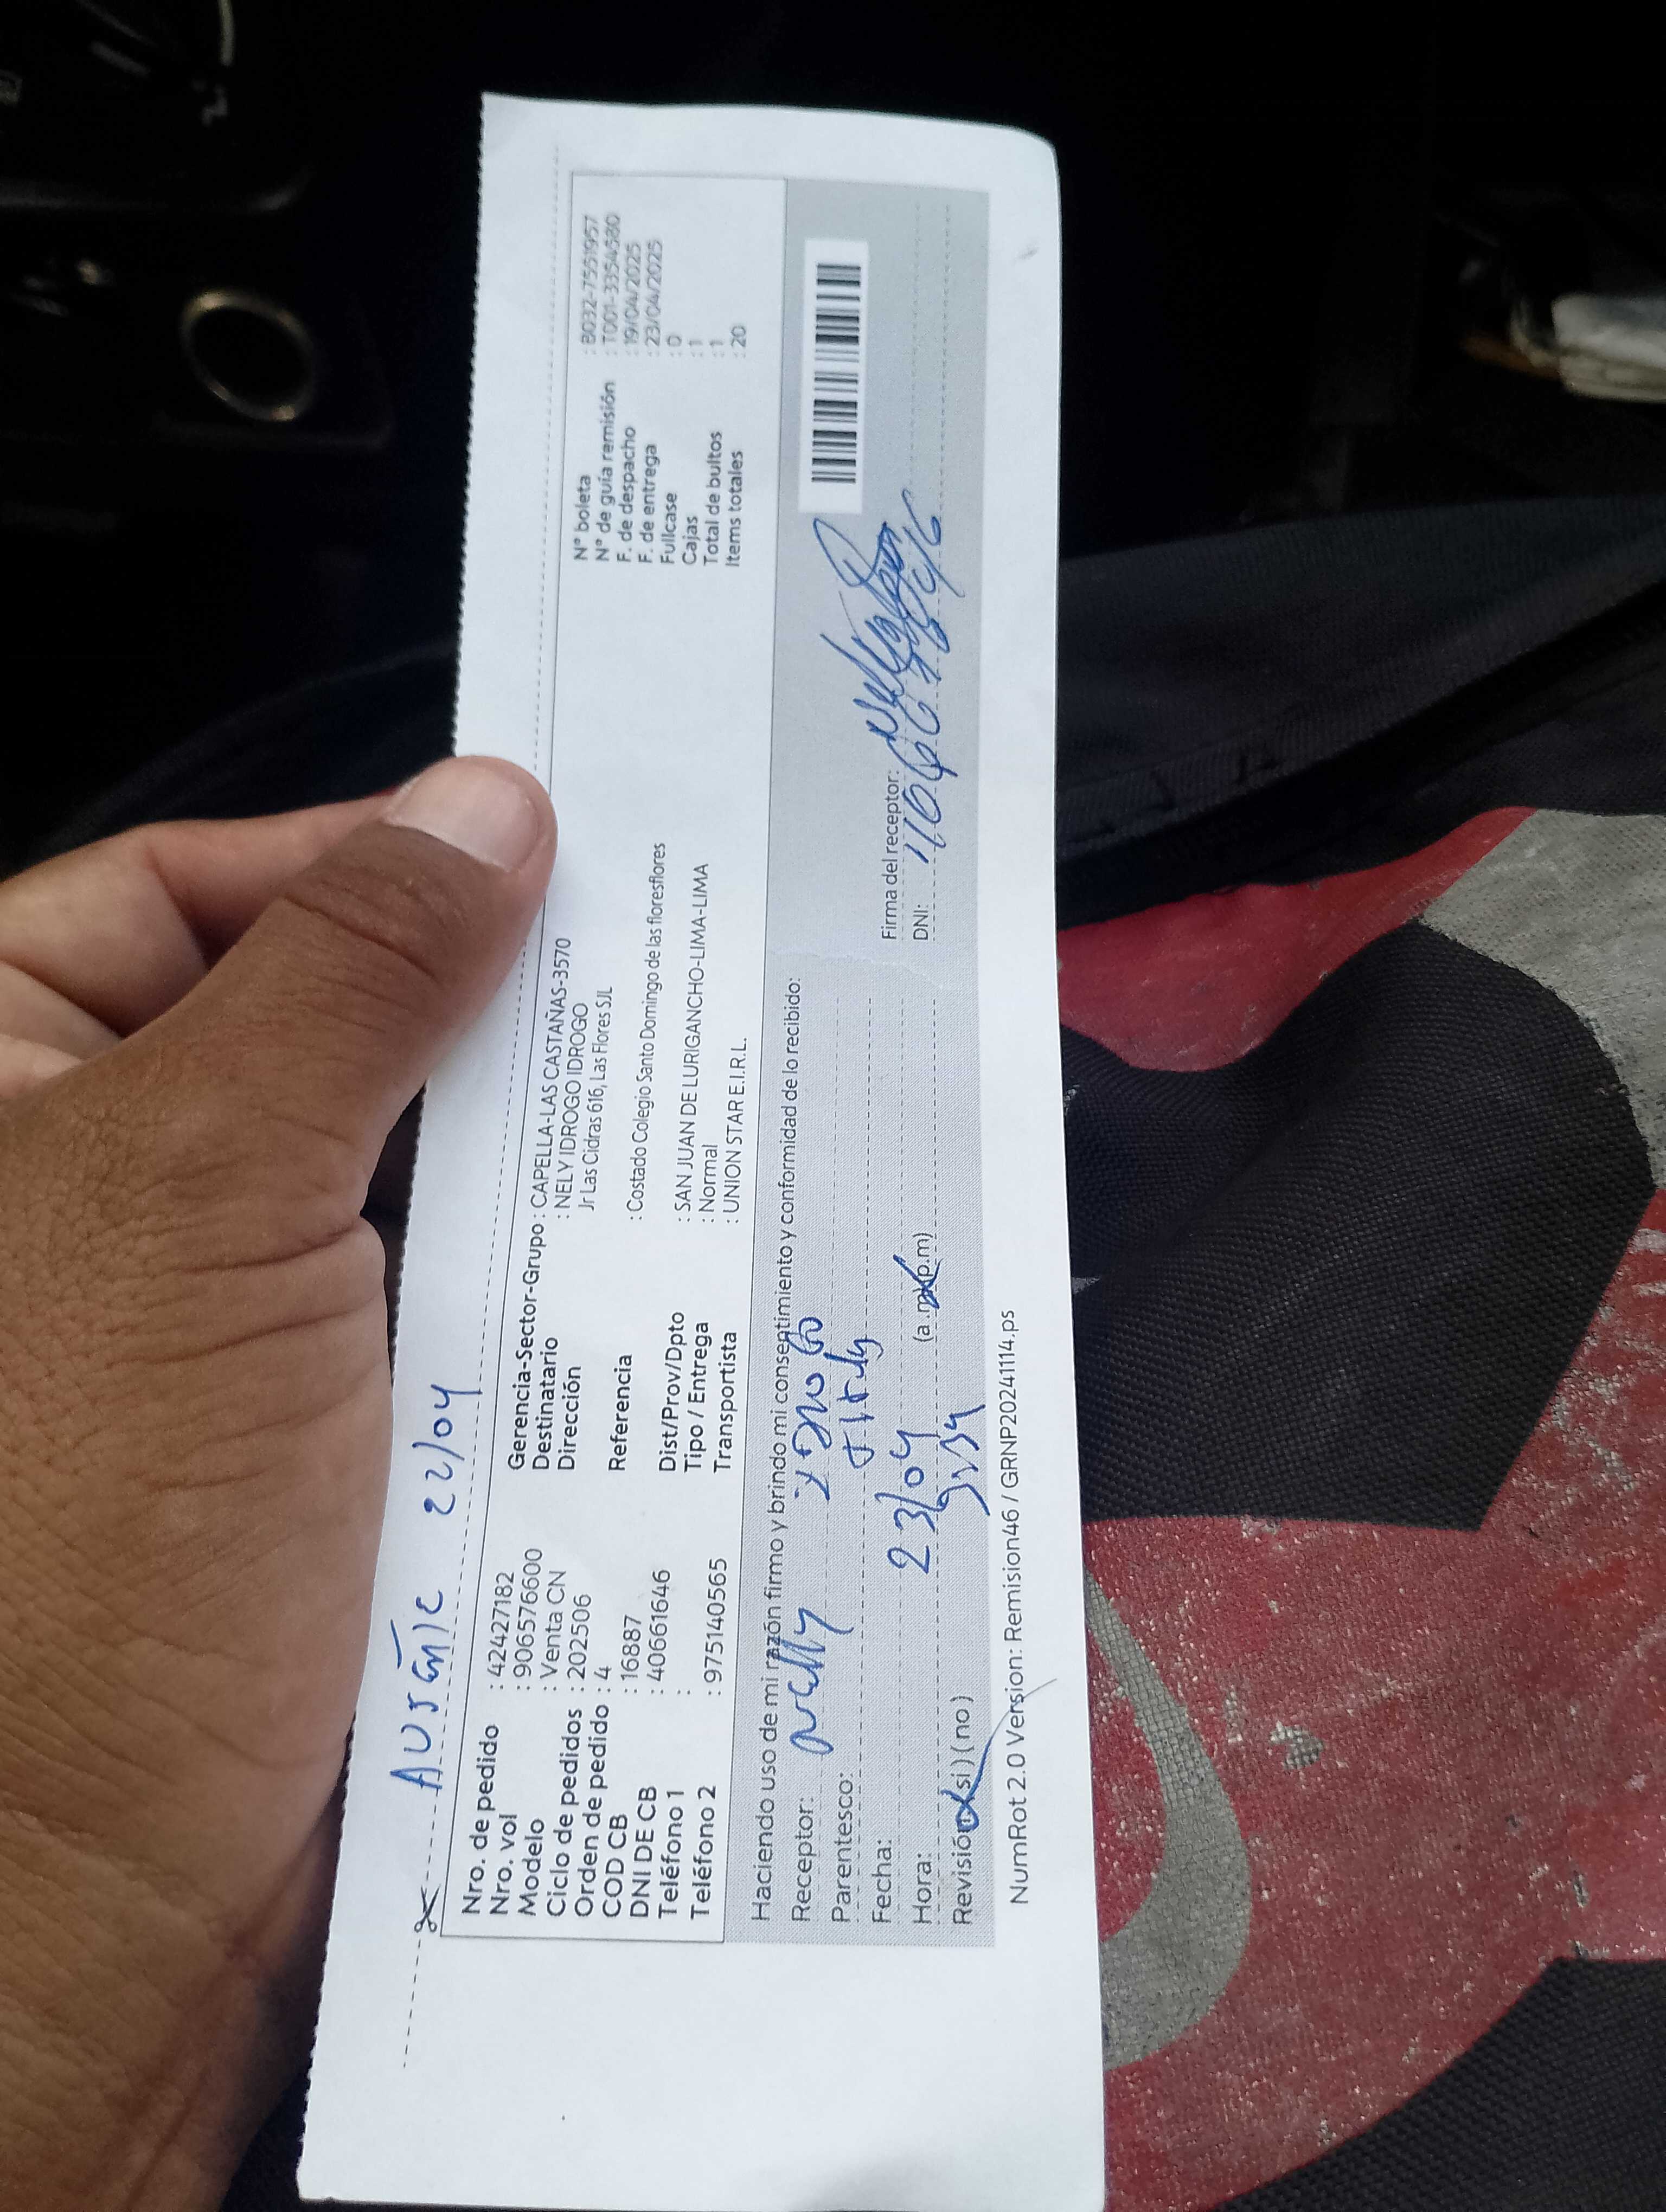 AUSENTE 22/04
Nro. de pedido : 42427182
Nro. vol : 906576600
Modelo : Venta CN
Ciclo de pedidos : 202506
Orden de pedido : 4
COD CB : 16887
DNI DE CB : 40661646
Teléfono 1 :
Teléfono 2 : 975140565
Gerencia-Sector-Grupo : CAPELLA-LAS CASTAÑAS-3570
Destinatario : NELY IDROGO IDROGO
Dirección Jr Las Cidras 616, Las Flores SJL
Referencia : Costado Colegio Santo Domingo de las floresflores
Dist/Prov/Dpto : SAN JUAN DE LURIGANCHO-LIMA-LIMA
Tipo / Entrega : Normal
Transportista : UNION STAR E.I.R.L.
N° boleta : B032-7551957
N° de guía remisión : T001-3354580
F. de despacho : 19/04/2025
F. de entrega : 23/04/2025
Fullcase : 0
Cajas : 1
Total de bultos : 1
Items totales : 20
Haciendo uso de mi razón firmo y brindo mi consentimiento y conformidad de lo recibido:
Receptor: Nelly
Parentesco:
Fecha: 23/04
Hora: (a.m)(p.m)
Revisión (si) (no)
Firma del receptor:
DNI:
NumRot 2.0 Version: Remision46 / GRNP20241114.ps